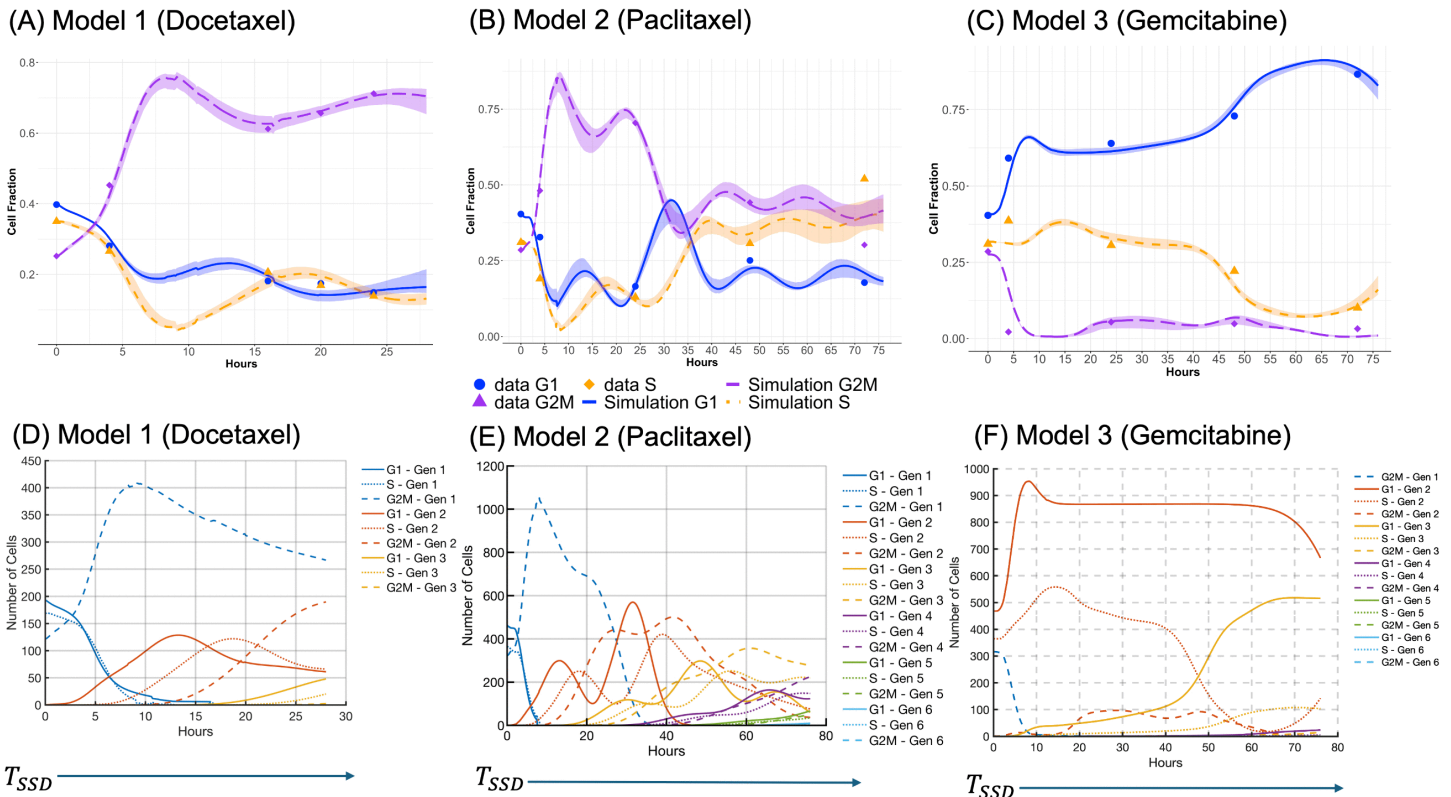 (A) Model 1 (Docetaxel)
0.8
0.6
0.4
0.2
Cell Fraction
0 5 10 15 20 25
Hours
(B) Model 2 (Paclitaxel)
0.75
0.50
0.25
0.00
Cell Fraction
0 5 10 15 20 25 30 35 40 45 50 55 60 65 70 75
Hours
(C) Model 3 (Gemcitabine)
0.75
0.50
0.25
0.00
Cell Fraction
0 5 10 15 20 25 30 35 40 45 50 55 60 65 70 75
Hours
data G1 data S Simulation G2M
data G2M Simulation G1 Simulation S
(D) Model 1 (Docetaxel)
450
400
350
300
250
200
150
100
50
0
Number of Cells
0 5 10 15 20 25 30
Hours
G1 - Gen 1
S - Gen 1
G2M - Gen 1
G1 - Gen 2
S - Gen 2
G2M - Gen 2
G1 - Gen 3
S - Gen 3
G2M - Gen 3
T_SSD
(E) Model 2 (Paclitaxel)
1200
1000
800
600
400
200
0
Number of Cells
0 20 40 60 80
Hours
G1 - Gen 1
S - Gen 1
G2M - Gen 1
G1 - Gen 2
S - Gen 2
G2M - Gen 2
G1 - Gen 3
S - Gen 3
G2M - Gen 3
G1 - Gen 4
S - Gen 4
G2M - Gen 4
G1 - Gen 5
S - Gen 5
G2M - Gen 5
G1 - Gen 6
S - Gen 6
G2M - Gen 6
T_SSD
(F) Model 3 (Gemcitabine)
1000
900
800
700
600
500
400
300
200
100
0
Number of Cells
0 10 20 30 40 50 60 70 80
Hours
G2M - Gen 1
G1 - Gen 2
S - Gen 2
G2M - Gen 2
G1 - Gen 3
S - Gen 3
G2M - Gen 3
G1 - Gen 4
S - Gen 4
G2M - Gen 4
G1 - Gen 5
S - Gen 5
G2M - Gen 5
G1 - Gen 6
S - Gen 6
G2M - Gen 6
T_SSD